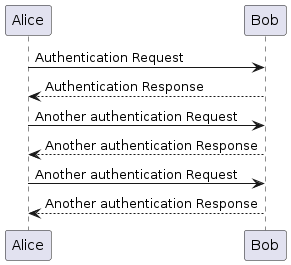 Alice Bob
Authentication Request
Authentication Response
Another authentication Request
Another authentication Response
Another authentication Request
Another authentication Response
Alice Bob